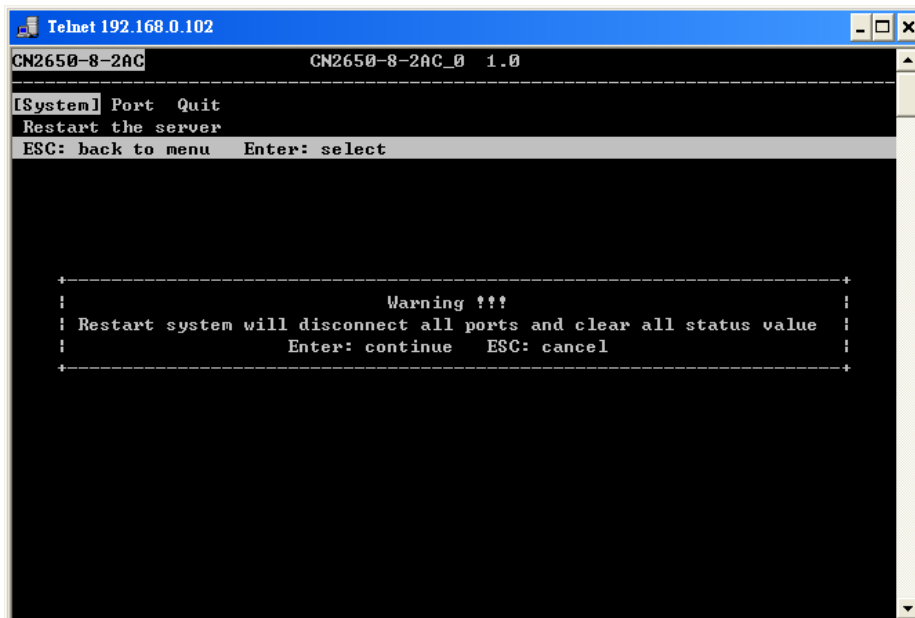 Telnet 192.168.0.102
CN2650-8-2AC CN2650-8-2AC_0 1.0
[System] Port Quit
Restart the server
ESC: back to menu Enter: select
Warning !!!
Restart system will disconnect all ports and clear all status value
Enter: continue ESC: cancel